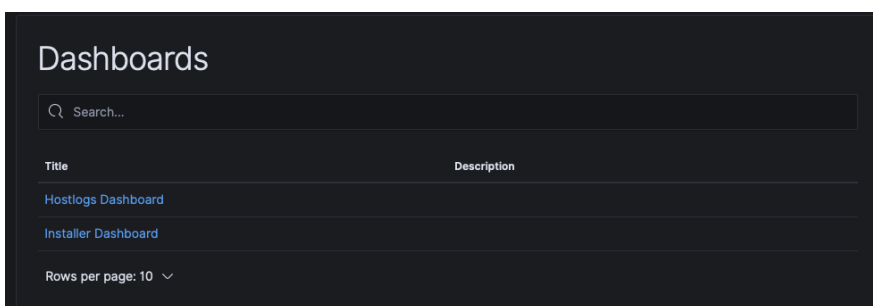 Dashboards
Search...
Title Description
Hostlogs Dashboard
Installer Dashboard
Rows per page: 10